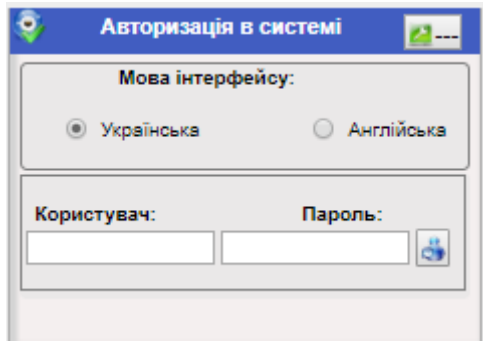 Авторизація в системі ---
Мова інтерфейсу:
Українська Англійська
Користувач: Пароль: